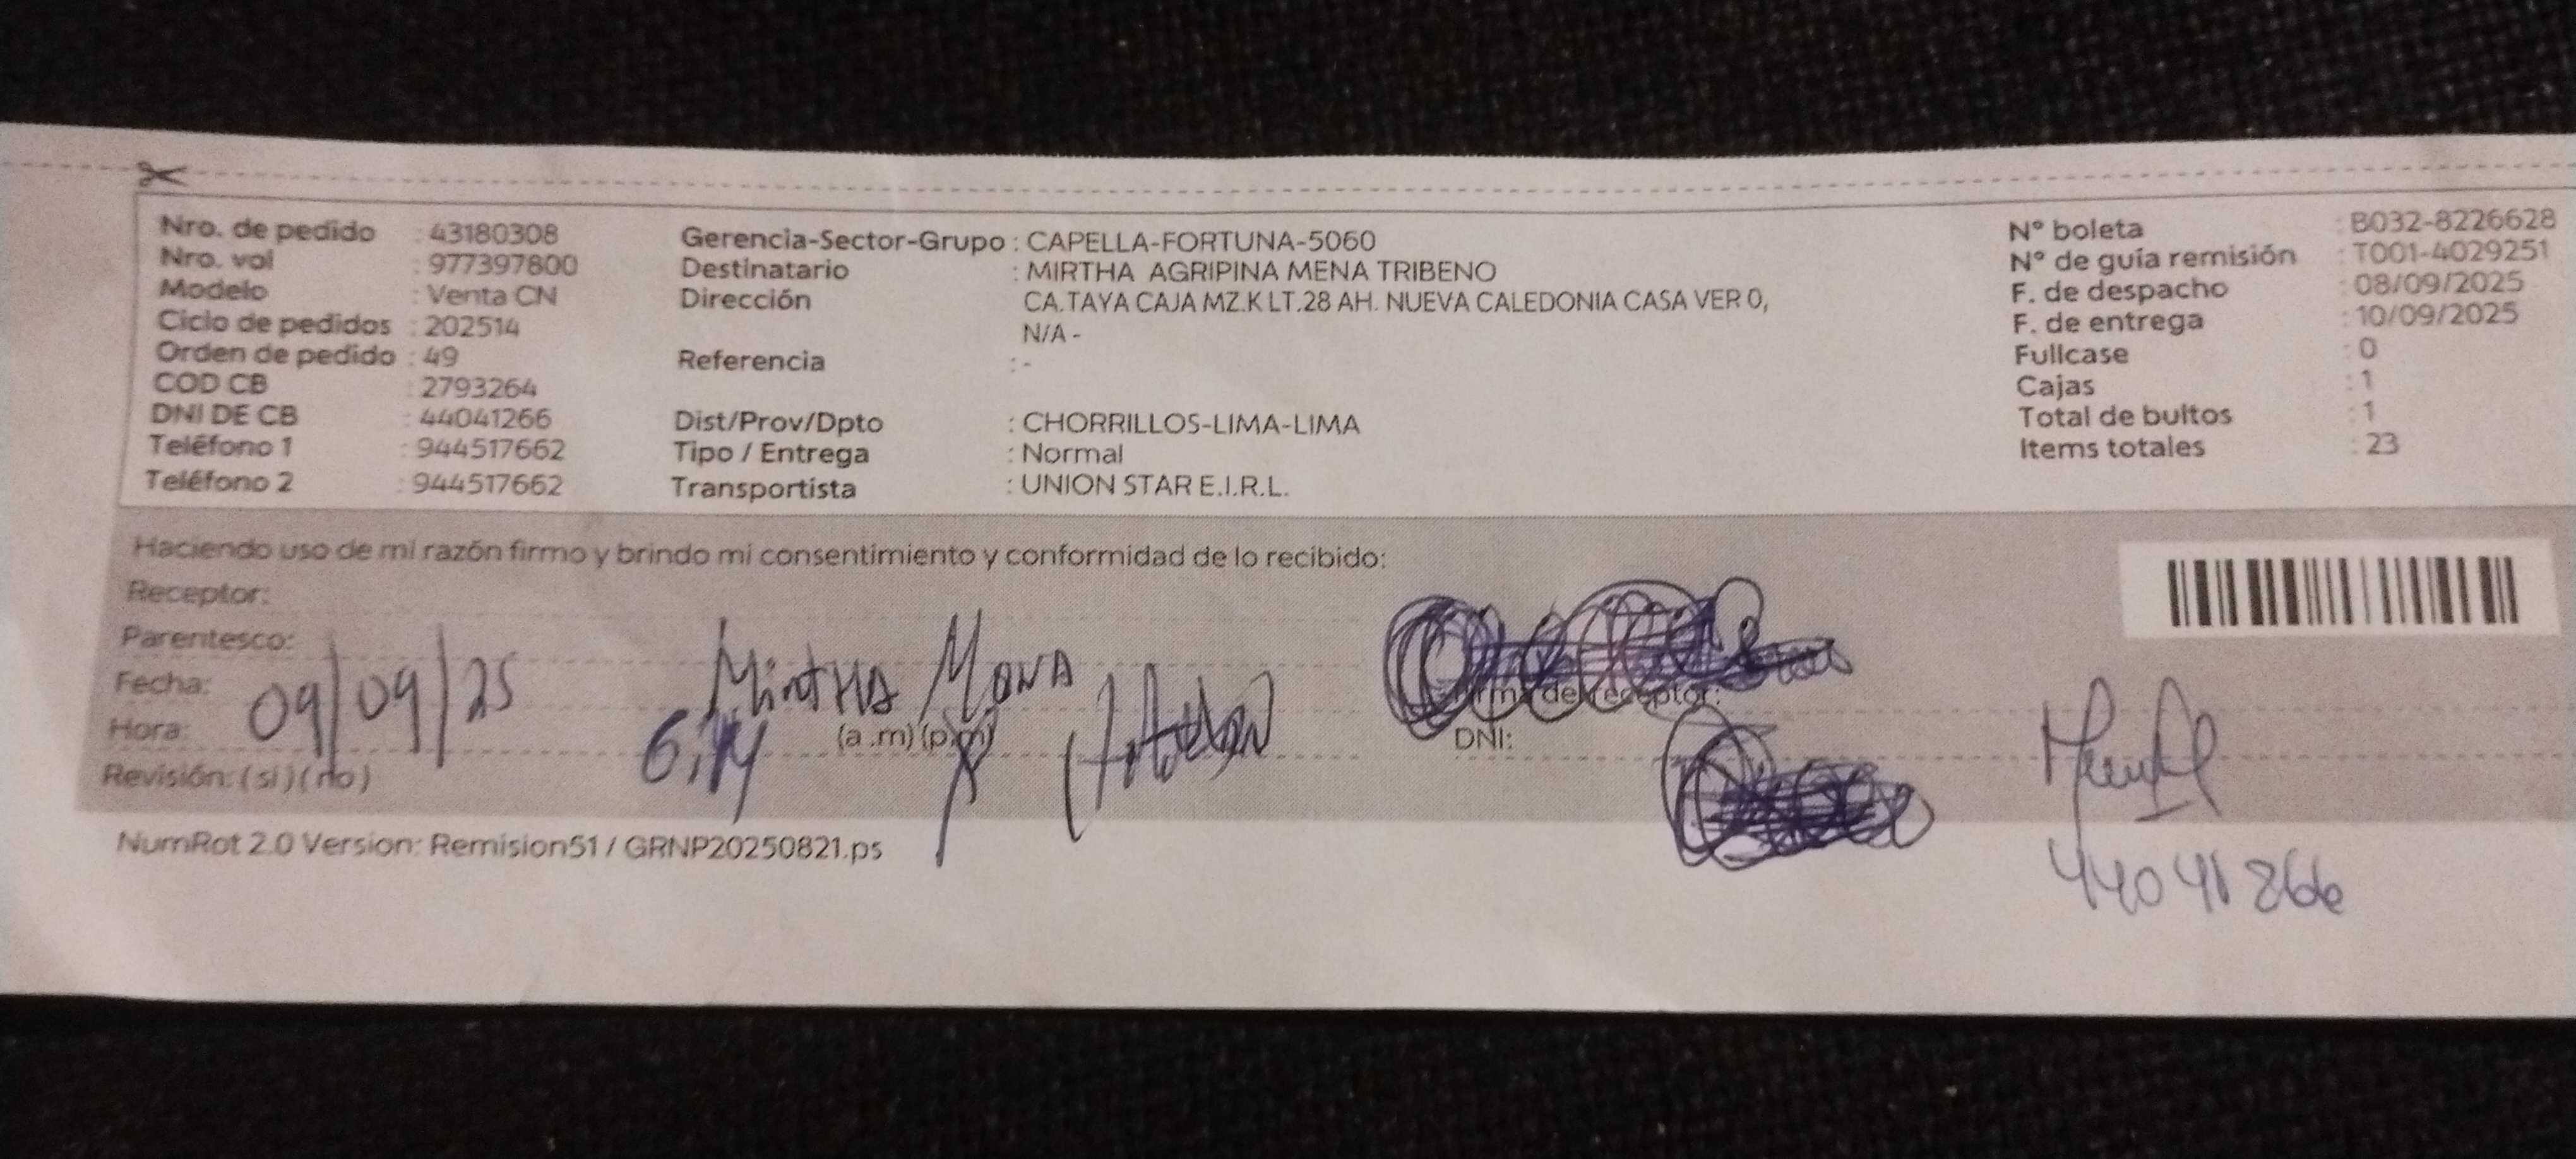 Nro. de pedido : 43180308
Nro. vol : 977397800
Modelo : Venta CN
Ciclo de pedidos : 202514
Orden de pedido : 49
COD CB : 2793264
DNI DE CB : 44041266
Teléfono 1 : 944517662
Teléfono 2 : 944517662
Gerencia-Sector-Grupo : CAPELLA-FORTUNA-5060
Destinatario : MIRTHA AGRIPINA MENA TRIBENO
Dirección CA.TAYA CAJA MZ.K LT.28 AH. NUEVA CALEDONIA CASA VER 0,
N/A -
Referencia : -
Dist/Prov/Dpto : CHORRILLOS-LIMA-LIMA
Tipo / Entrega : Normal
Transportista : UNION STAR E.I.R.L.
Nº boleta : B032-8226628
Nº de guía remisión : T001-4029251
F. de despacho : 08/09/2025
F. de entrega : 10/09/2025
Fullcase : 0
Cajas : 1
Total de bultos : 1
Items totales : 23
Haciendo uso de mi razón firmo y brindo mi consentimiento y conformidad de lo recibido:
Receptor:
Parentesco:
Mirtha Mena
Fecha: 09/09/25
Firma del receptor:
Hora: (a.m) (p.m)
DNI:
Revisión: (si) (no)
NumRot 2.0 Version: Remision51 / GRNP20250821.ps